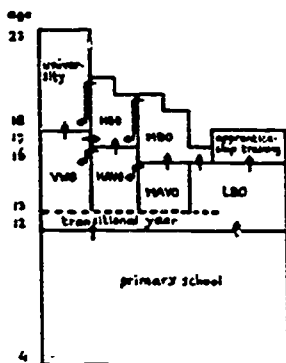 age
23
univer-
sity
18
17
16
HBO
MBO
apprentice-
ship training
VWO
HAVO
MAVO
LBO
13
transitional year
12
primary school
4